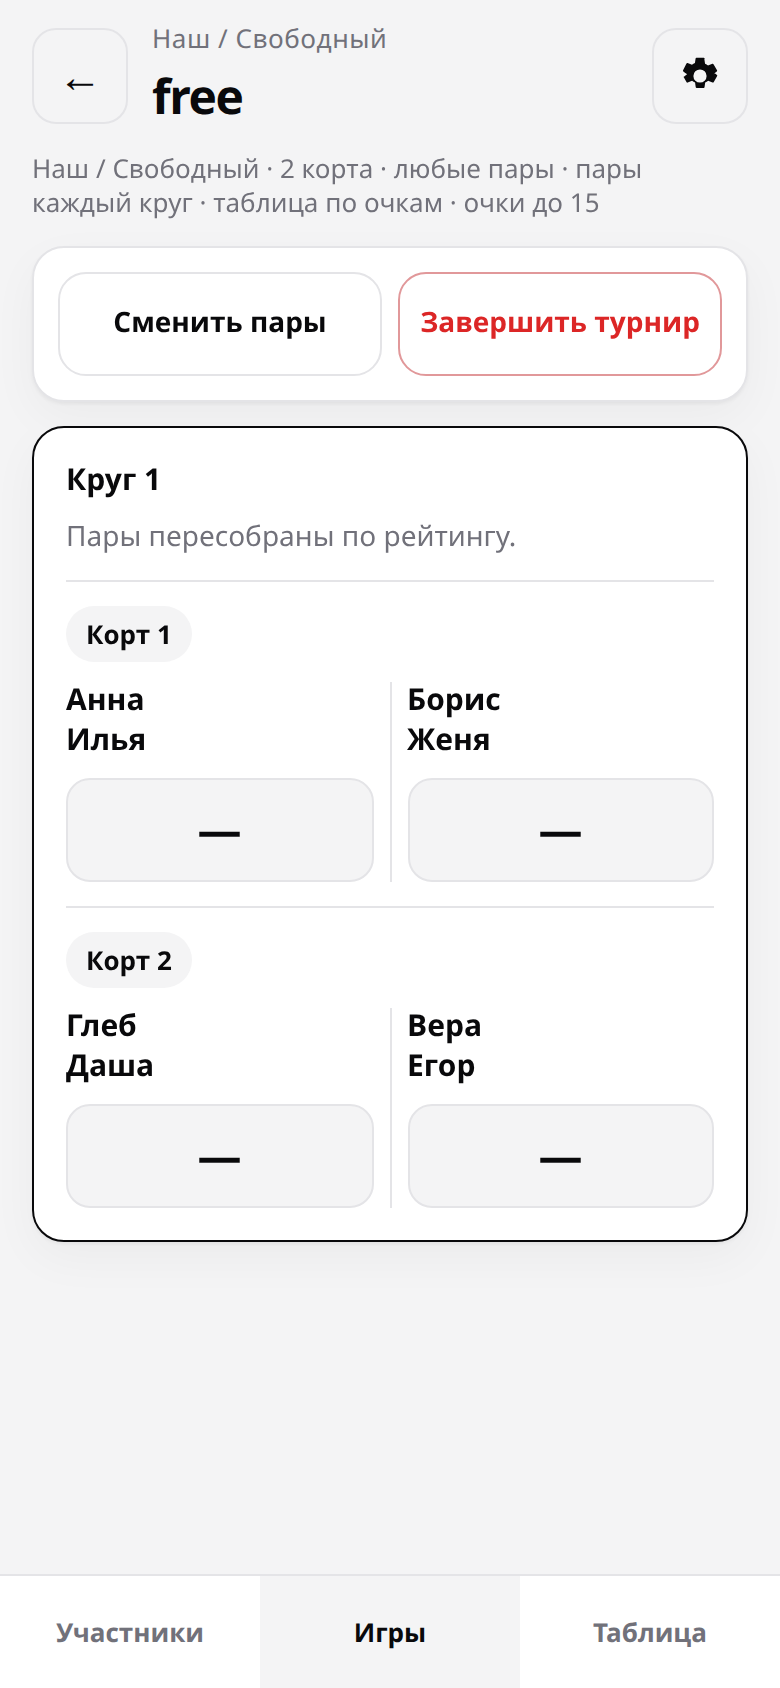 ←
Наш / Свободный
free
Наш / Свободный · 2 корта · любые пары · пары
каждый круг · таблица по очкам · очки до 15
Сменить пары
Завершить турнир
Круг 1
Пары пересобраны по рейтингу.
Корт 1
Анна
Илья
Борис
Женя
—
—
Корт 2
Глеб
Даша
Вера
Егор
—
—
Участники
Игры
Таблица